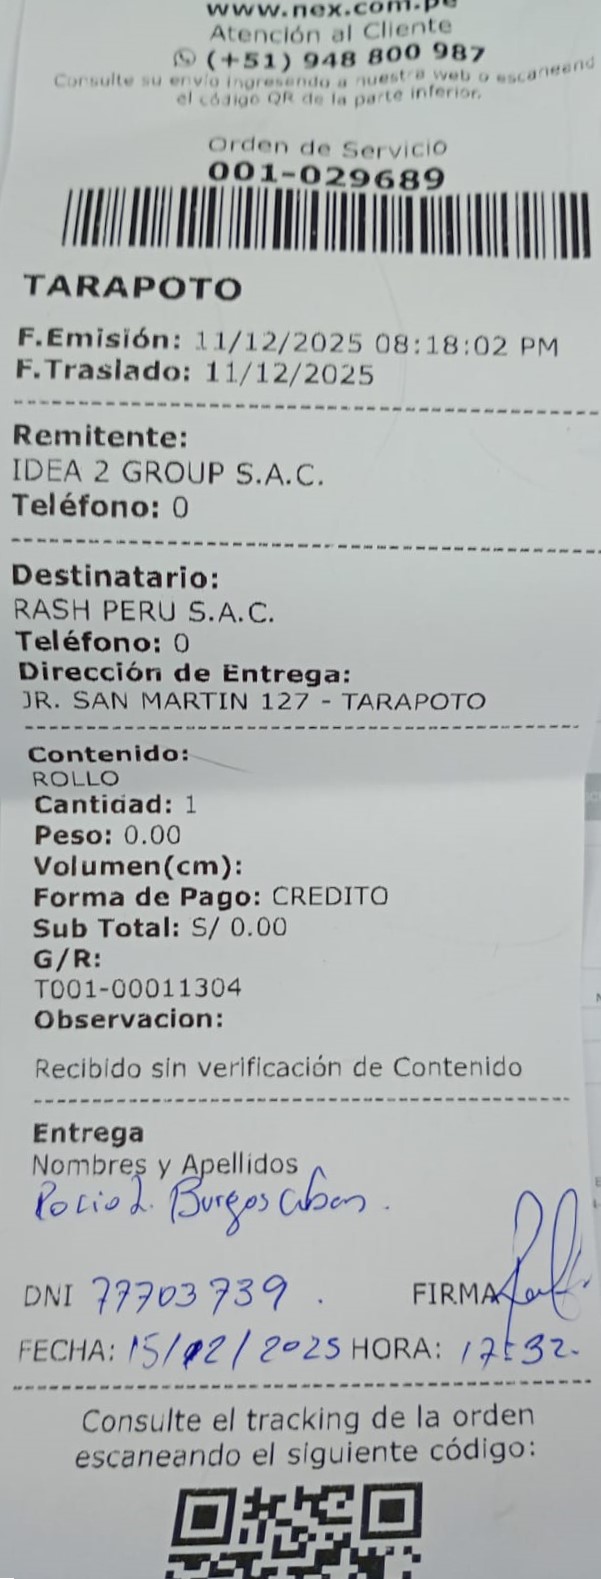 www.nex.com.pe
Atención al Cliente
(+51) 948 800 987
Consulte su envío ingresando a nuestra web o escaneand
el código QR de la parte inferior.
Orden de Servicio
001-029689
TARAPOTO
F.Emisión: 11/12/2025 08:18:02 PM
F.Traslado: 11/12/2025
Remitente:
IDEA 2 GROUP S.A.C.
Teléfono: 0
Destinatario:
RASH PERU S.A.C.
Teléfono: 0
Dirección de Entrega:
JR. SAN MARTIN 127 - TARAPOTO
Contenido:
ROLLO
Cantidad: 1
Peso: 0.00
Volumen(cm):
Forma de Pago: CREDITO
Sub Total: S/ 0.00
G/R:
T001-00011304
Observacion:
Recibido sin verificación de Contenido
Entrega
Nombres y Apellidos
Rocio L. Burgos
DNI 77703739.
FIRMA
FECHA: 15/12/2025 HORA: 17:32.
Consulte el tracking de la orden
escaneando el siguiente código: